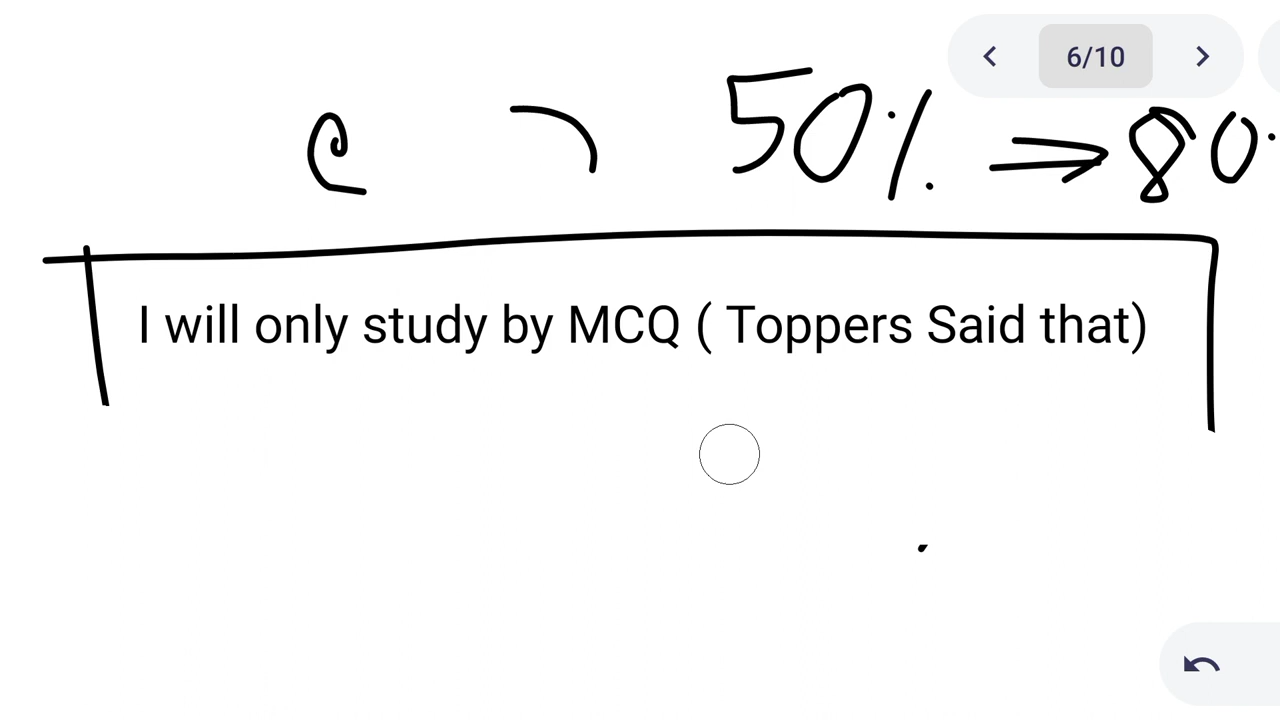 6/10
e 50% ⇒ 80
I will only study by MCQ ( Toppers Said that)